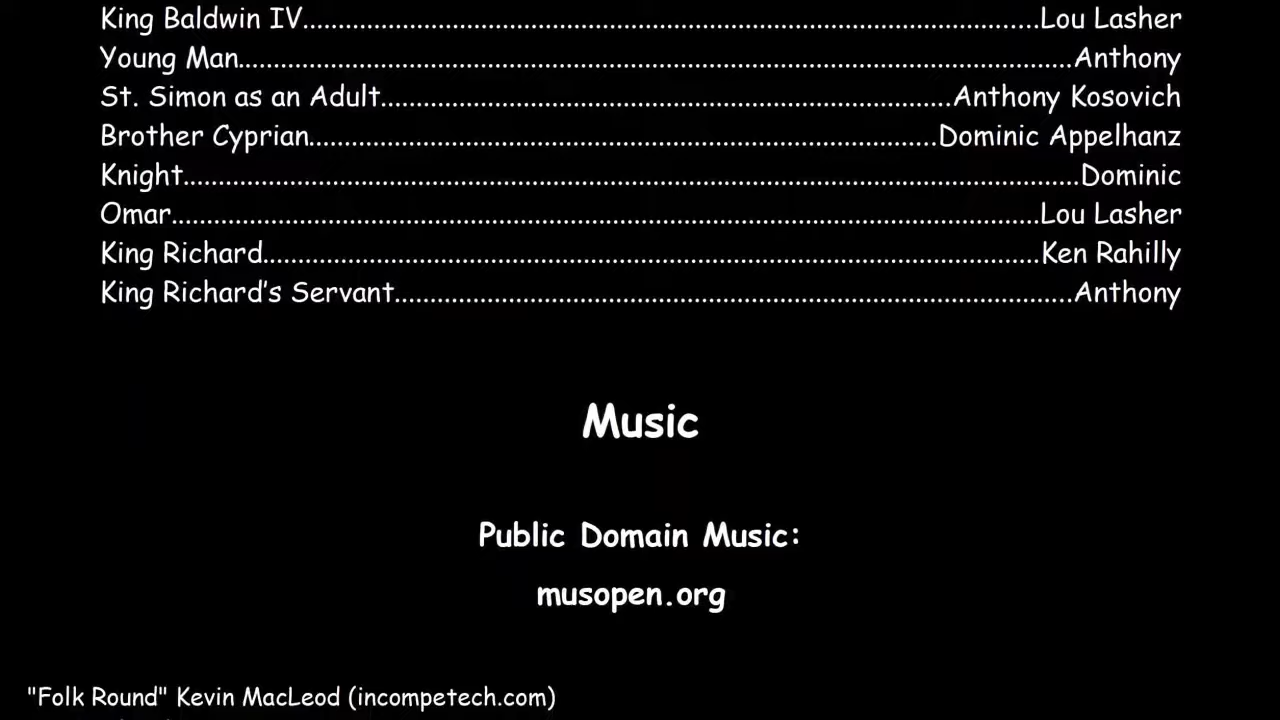 King Baldwin IV....................................................................................................Lou Lasher
Young Man.......................................................................................................................Anthony
St. Simon as an Adult.................................................................................Anthony Kosovich
Brother Cyprian.........................................................................................Dominic Appelhanz
Knight................................................................................................................................Dominic
Omar...........................................................................................................................Lou Lasher
King Richard..............................................................................................................Ken Rahilly
King Richard’s Servant.................................................................................................Anthony
Music
Public Domain Music:
musopen.org
"Folk Round" Kevin MacLeod (incompetech.com)